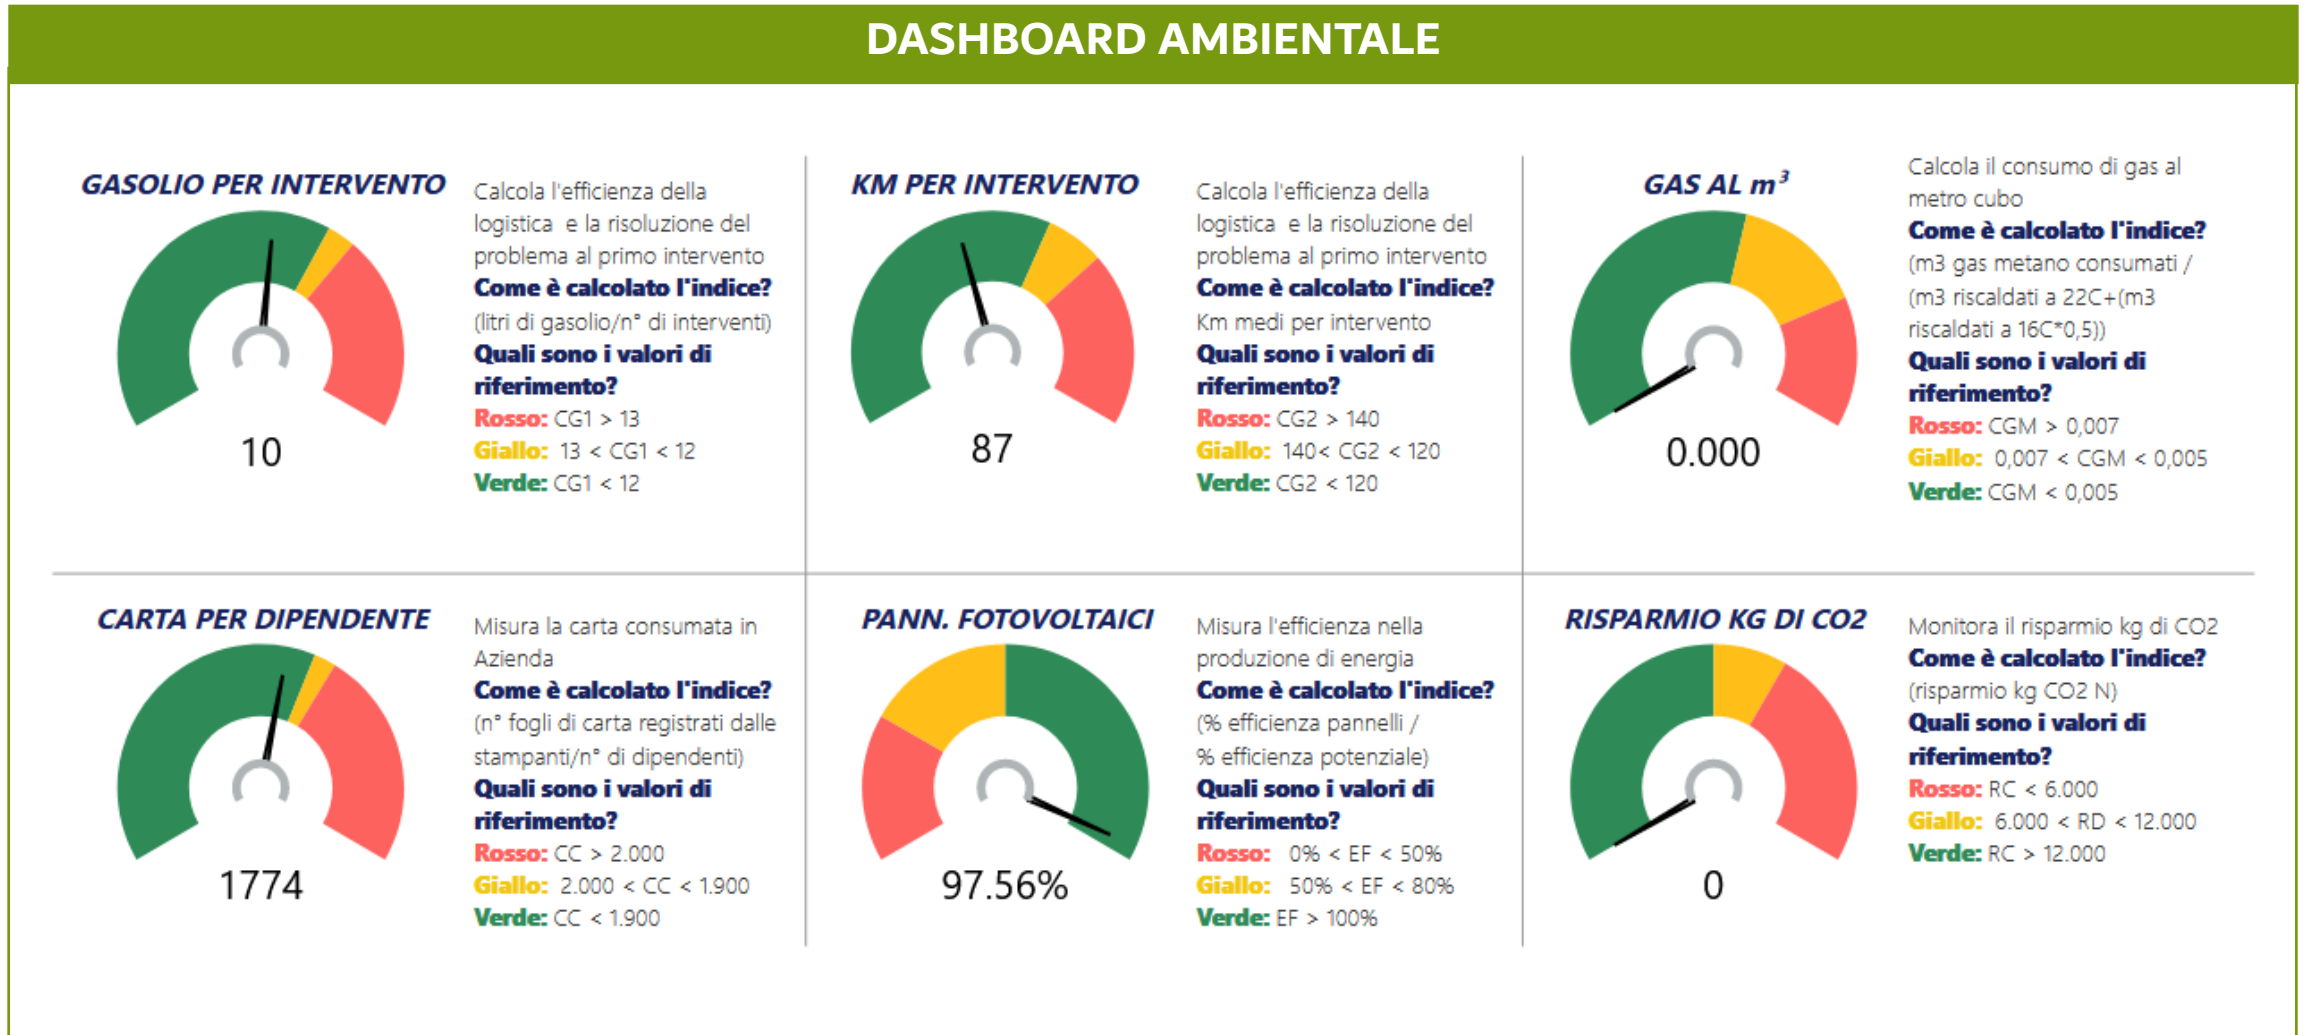 DASHBOARD AMBIENTALE
GASOLIO PER INTERVENTO
10
Calcola l'efficienza della
logistica e la risoluzione del
problema al primo intervento
Come è calcolato l'indice?
(litri di gasolio/n° di interventi)
Quali sono i valori di
riferimento?
Rosso: CG1 > 13
Giallo: 13 < CG1 < 12
Verde: CG1 < 12
KM PER INTERVENTO
87
Calcola l'efficienza della
logistica e la risoluzione del
problema al primo intervento
Come è calcolato l'indice?
Km medi per intervento
Quali sono i valori di
riferimento?
Rosso: CG2 > 140
Giallo: 140< CG2 < 120
Verde: CG2 < 120
GAS AL m³
0.000
Calcola il consumo di gas al
metro cubo
Come è calcolato l'indice?
(m3 gas metano consumati /
(m3 riscaldati a 22C+(m3
riscaldati a 16C*0,5))
Quali sono i valori di
riferimento?
Rosso: CGM > 0,007
Giallo: 0,007 < CGM < 0,005
Verde: CGM < 0,005
CARTA PER DIPENDENTE
1774
Misura la carta consumata in
Azienda
Come è calcolato l'indice?
(n° fogli di carta registrati dalle
stampanti/n° di dipendenti)
Quali sono i valori di
riferimento?
Rosso: CC > 2.000
Giallo: 2.000 < CC < 1.900
Verde: CC < 1.900
PANN. FOTOVOLTAICI
97.56%
Misura l'efficienza nella
produzione di energia
Come è calcolato l'indice?
(% efficienza pannelli /
% efficienza potenziale)
Quali sono i valori di
riferimento?
Rosso: 0% < EF < 50%
Giallo: 50% < EF < 80%
Verde: EF > 100%
RISPARMIO KG DI CO2
0
Monitora il risparmio kg di CO2
Come è calcolato l'indice?
(risparmio kg CO2 N)
Quali sono i valori di
riferimento?
Rosso: RC < 6.000
Giallo: 6.000 < RD < 12.000
Verde: RC > 12.000